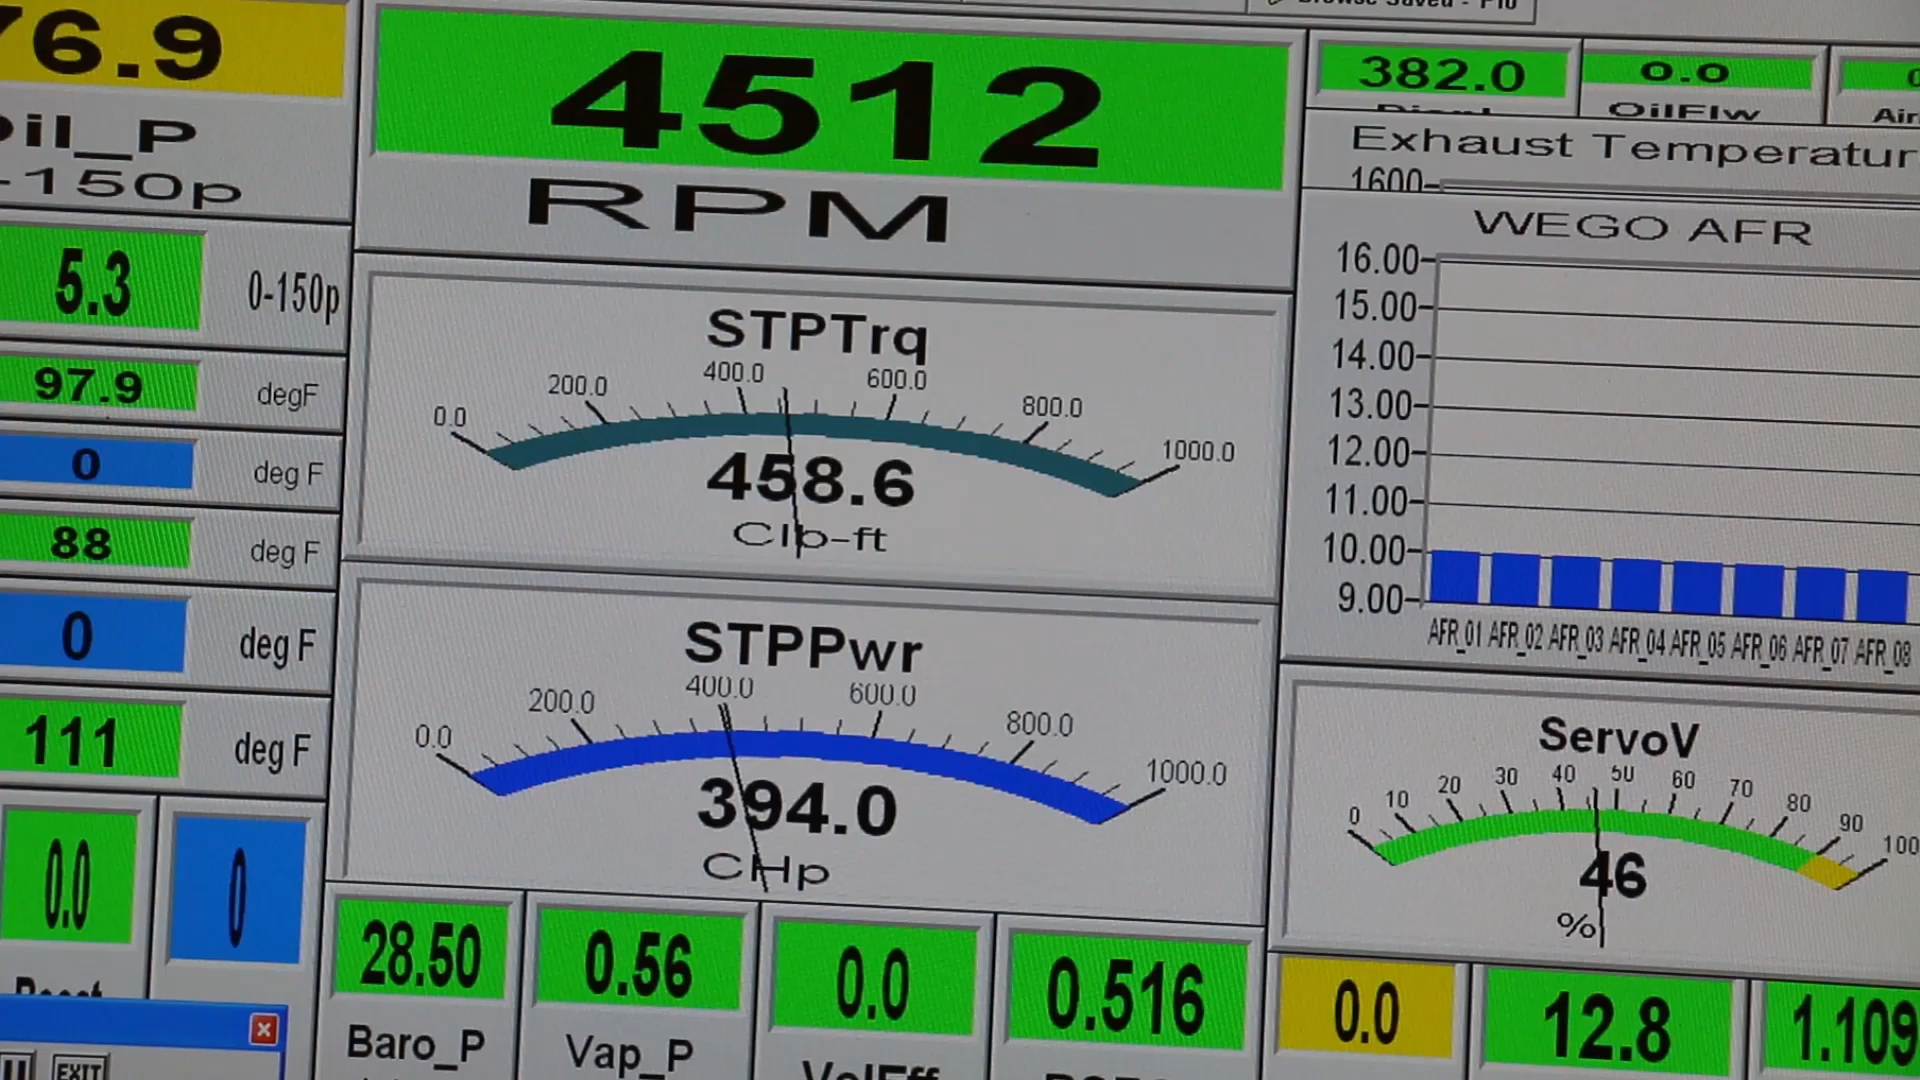 76.9
Oil_P
-150p
5.3 0-150p
97.9 degF
0 deg F
88 deg F
0 deg F
111 deg F
0.0 0
EXIT
4512
RPM
STPTrq
0.0 200.0 400.0 600.0 800.0 1000.0
458.6
Clb-ft
STPPwr
0.0 200.0 400.0 600.0 800.0 1000.0
394.0
CHp
28.50 0.56 0.0 0.516
Baro_P Vap_P VolEff
382.0 0.0
OilFlw Air
Exhaust Temperatur
1600
WEGO AFR
16.00
15.00
14.00
13.00
12.00
11.00
10.00
9.00
AFR_01 AFR_02 AFR_03 AFR_04 AFR_05 AFR_06 AFR_07 AFR_08
ServoV
0 10 20 30 40 50 60 70 80 90 100
46
%
0.0 12.8 1.109